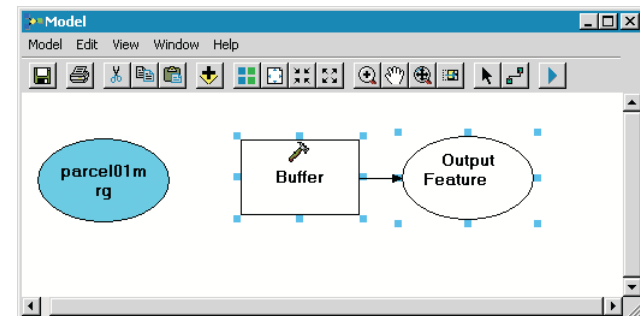 Model
Model Edit View Window Help
parcel01m
rg
Buffer
Output
Feature